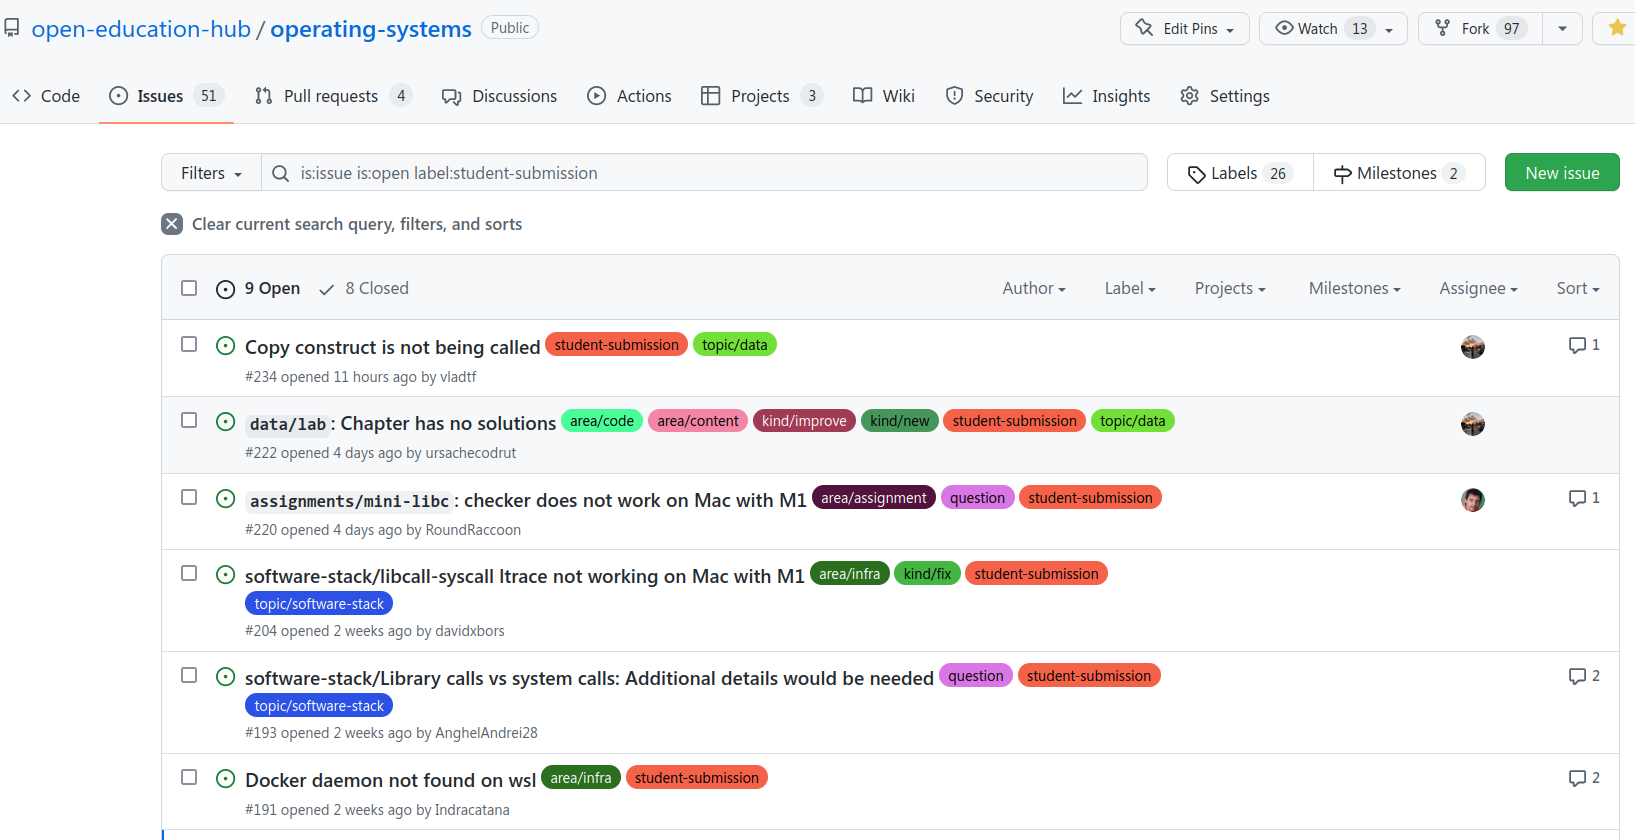 open-education-hub / operating-systems Public Edit Pins Watch 13 Fork 97
Code Issues 51 Pull requests 4 Discussions Actions Projects 3 Wiki Security Insights Settings
Filters is:issue is:open label:student-submission Labels 26 Milestones 2 New issue
Clear current search query, filters, and sorts
9 Open 8 Closed Author Label Projects Milestones Assignee Sort
Copy construct is not being called student-submission topic/data 1
#234 opened 11 hours ago by vladtf
data/lab: Chapter has no solutions area/code area/content kind/improve kind/new student-submission topic/data
#222 opened 4 days ago by ursachecodrut
assignments/mini-libc: checker does not work on Mac with M1 area/assignment question student-submission 1
#220 opened 4 days ago by RoundRaccoon
software-stack/libcall-syscall ltrace not working on Mac with M1 area/infra kind/fix student-submission
topic/software-stack
#204 opened 2 weeks ago by davidxbors
software-stack/Library calls vs system calls: Additional details would be needed question student-submission 2
topic/software-stack
#193 opened 2 weeks ago by AnghelAndrei28
Docker daemon not found on wsl area/infra student-submission 2
#191 opened 2 weeks ago by Indracatana